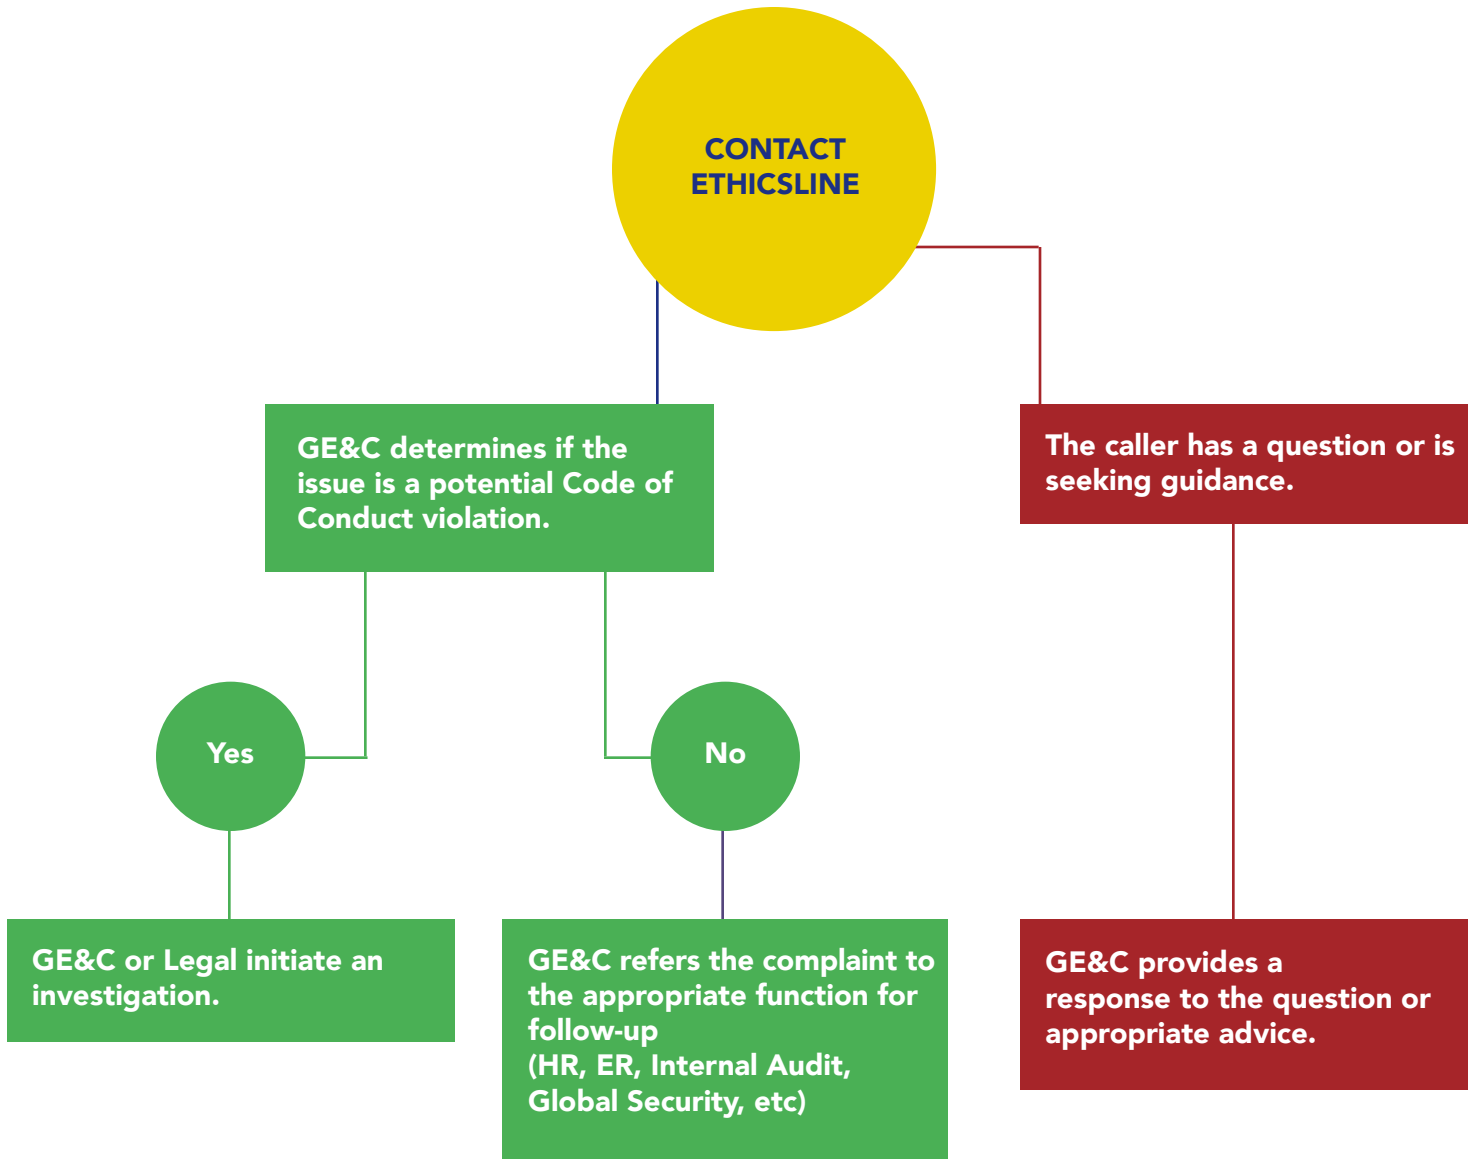 CONTACT
ETHICSLINE
GE&C determines if the
issue is a potential Code of
Conduct violation.
The caller has a question or is
seeking guidance.
Yes
No
GE&C or Legal initiate an
investigation.
GE&C refers the complaint to
the appropriate function for
follow-up
(HR, ER, Internal Audit,
Global Security, etc)
GE&C provides a
response to the question or
appropriate advice.